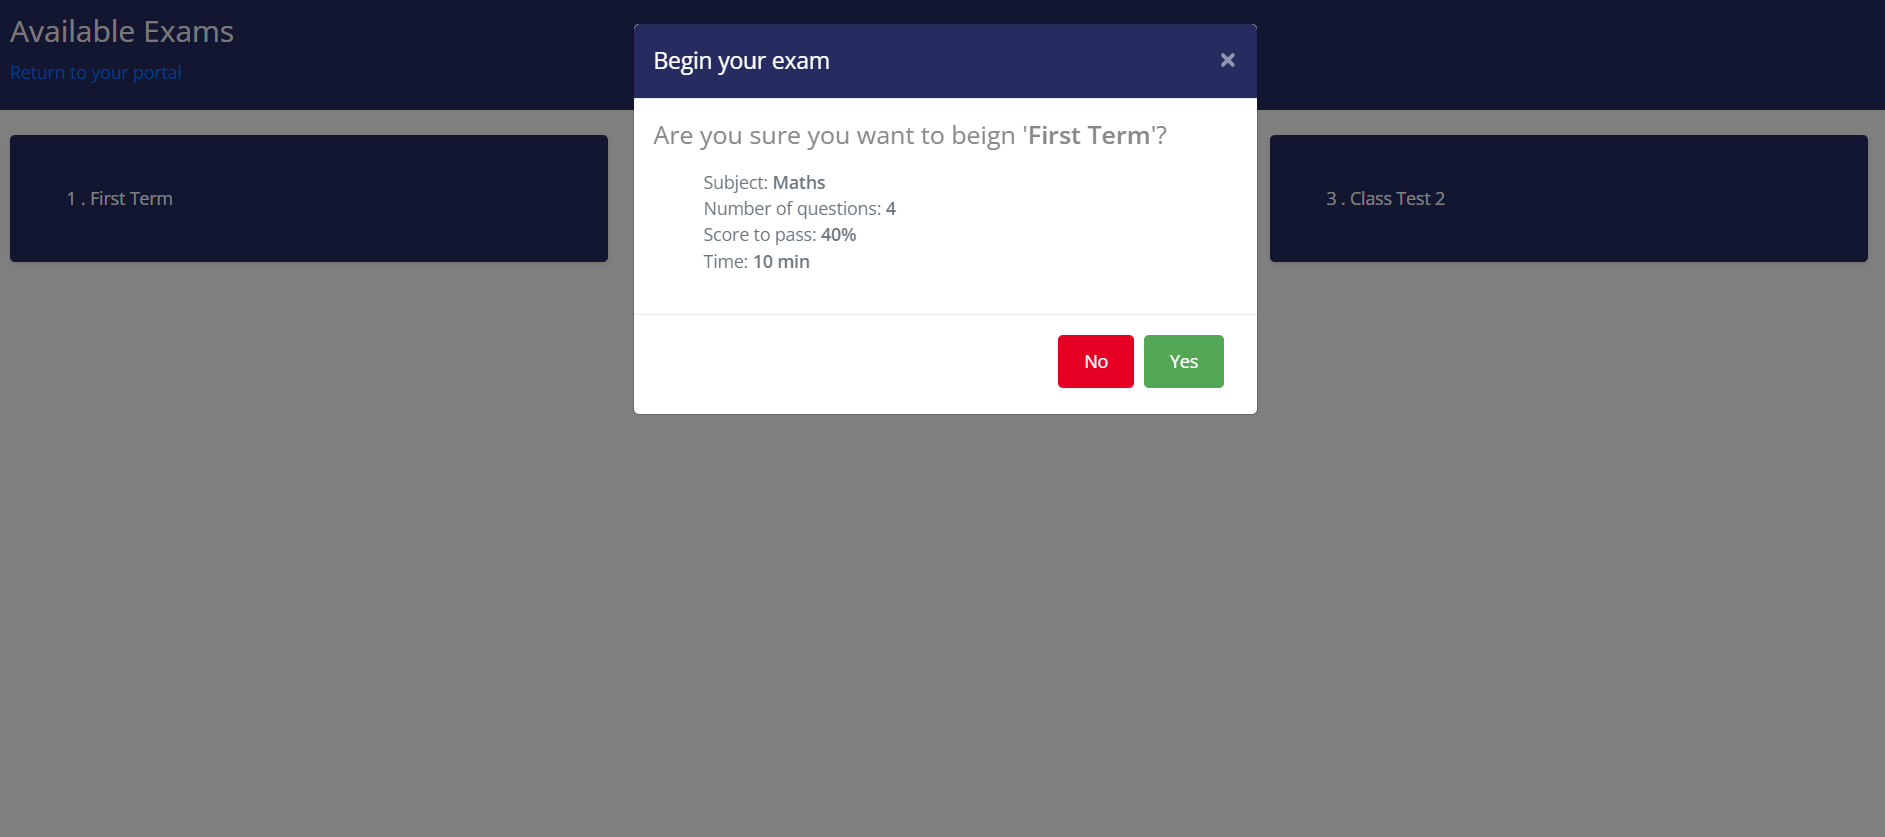 Available Exams
Return to your portal
Begin your exam
×
Are you sure you want to beign 'First Term'?
Subject: Maths
Number of questions: 4
Score to pass: 40%
Time: 10 min
No
Yes
1 . First Term
3 . Class Test 2